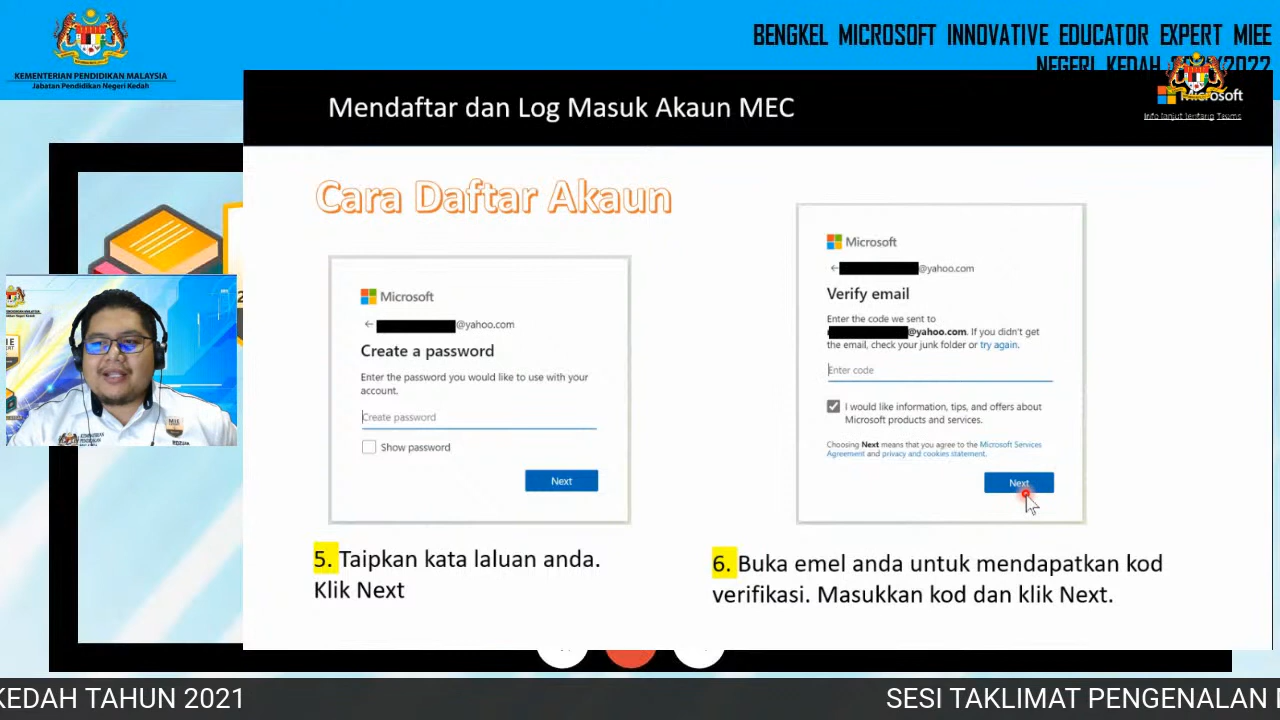 KEMENTERIAN PENDIDIKAN MALAYSIA
Jabatan Pendidikan Negeri Kedah
BENGKEL MICROSOFT INNOVATIVE EDUCATOR EXPERT MIEE
NEGERI KEDAH
Microsoft
Info lanjut tentang Teams
Mendaftar dan Log Masuk Akaun MEC
Cara Daftar Akaun
Microsoft
@yahoo.com
Create a password
Enter the password you would like to use with your
account.
Create password
Show password
Next
5. Taipkan kata laluan anda.
Klik Next
Microsoft
@yahoo.com
Verify email
Enter the code we sent to
@yahoo.com. If you didn't get
the email, check your junk folder or try again.
Enter code
I would like information, tips, and offers about
Microsoft products and services.
Choosing Next means that you agree to the Microsoft Services
Agreement and privacy and cookies statement.
Next
6. Buka emel anda untuk mendapatkan kod
verifikasi. Masukkan kod dan klik Next.
KEDAH TAHUN 2021
SESI TAKLIMAT PENGENALAN